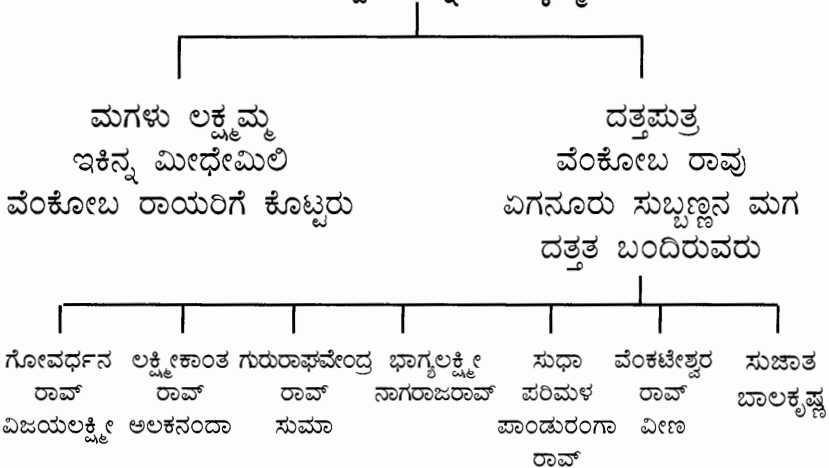 ಮಗಳು ಲಕ್ಷ್ಮಮ್ಮ
ಇಕಿನ್ನ ಮೀಧೇಮಿಲಿ
ವೆಂಕೋಬ ರಾಯರಿಗೆ ಕೊಟ್ಟರು
ದತ್ತಪುತ್ರ
ವೆಂಕೋಬ ರಾವು
ಏಗನೂರು ಸುಬ್ಬಣ್ಣನ ಮಗ
ದತ್ತತ ಬಂದಿರುವರು
ಗೋವರ್ಧನ
ರಾವ್
ವಿಜಯಲಕ್ಷ್ಮೀ
ಲಕ್ಷ್ಮೀಕಾಂತ
ರಾವ್
ಅಲಕನಂದಾ
ಗುರುರಾಘವೇಂದ್ರ
ರಾವ್
ಸುಮಾ
ಭಾಗ್ಯಲಕ್ಷ್ಮೀ
ನಾಗರಾಜರಾವ್
ಸುಧಾ
ಪರಿಮಳ
ಪಾಂಡುರಂಗಾ
ರಾವ್
ವೆಂಕಟೇಶ್ವರ
ರಾವ್
ವೀಣ
ಸುಜಾತ
ಬಾಲಕೃಷ್ಣ